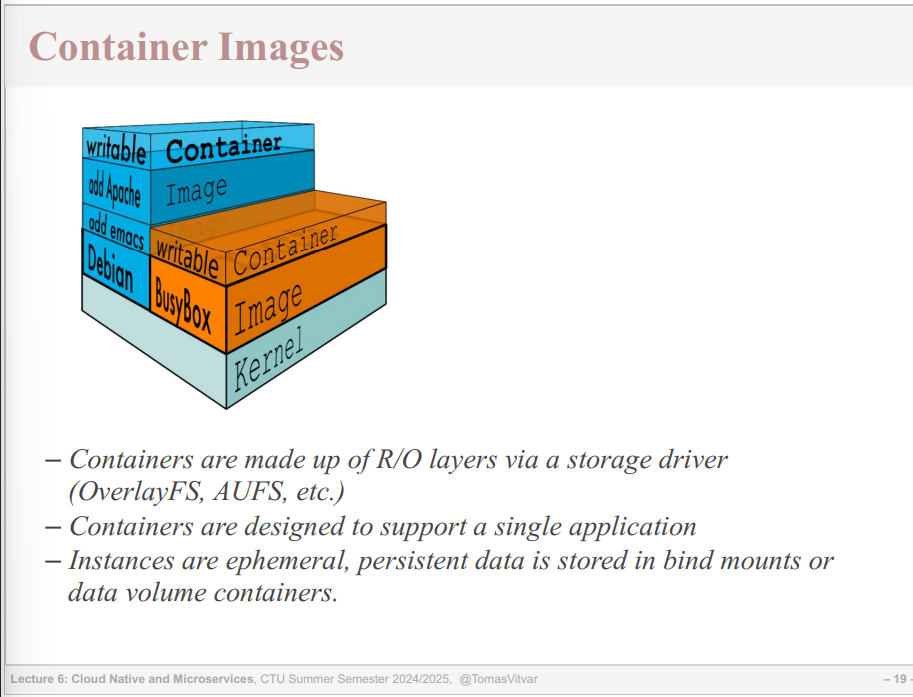 Container Images
writable Container
add Apache Image
add emacs Image
writable Container
Debian
BusyBox Image
Kernel
– Containers are made up of R/O layers via a storage driver
(OverlayFS, AUFS, etc.)
– Containers are designed to support a single application
– Instances are ephemeral, persistent data is stored in bind mounts or
data volume containers.
Lecture 6: Cloud Native and Microservices, CTU Summer Semester 2024/2025, @TomasVitvar – 19 -